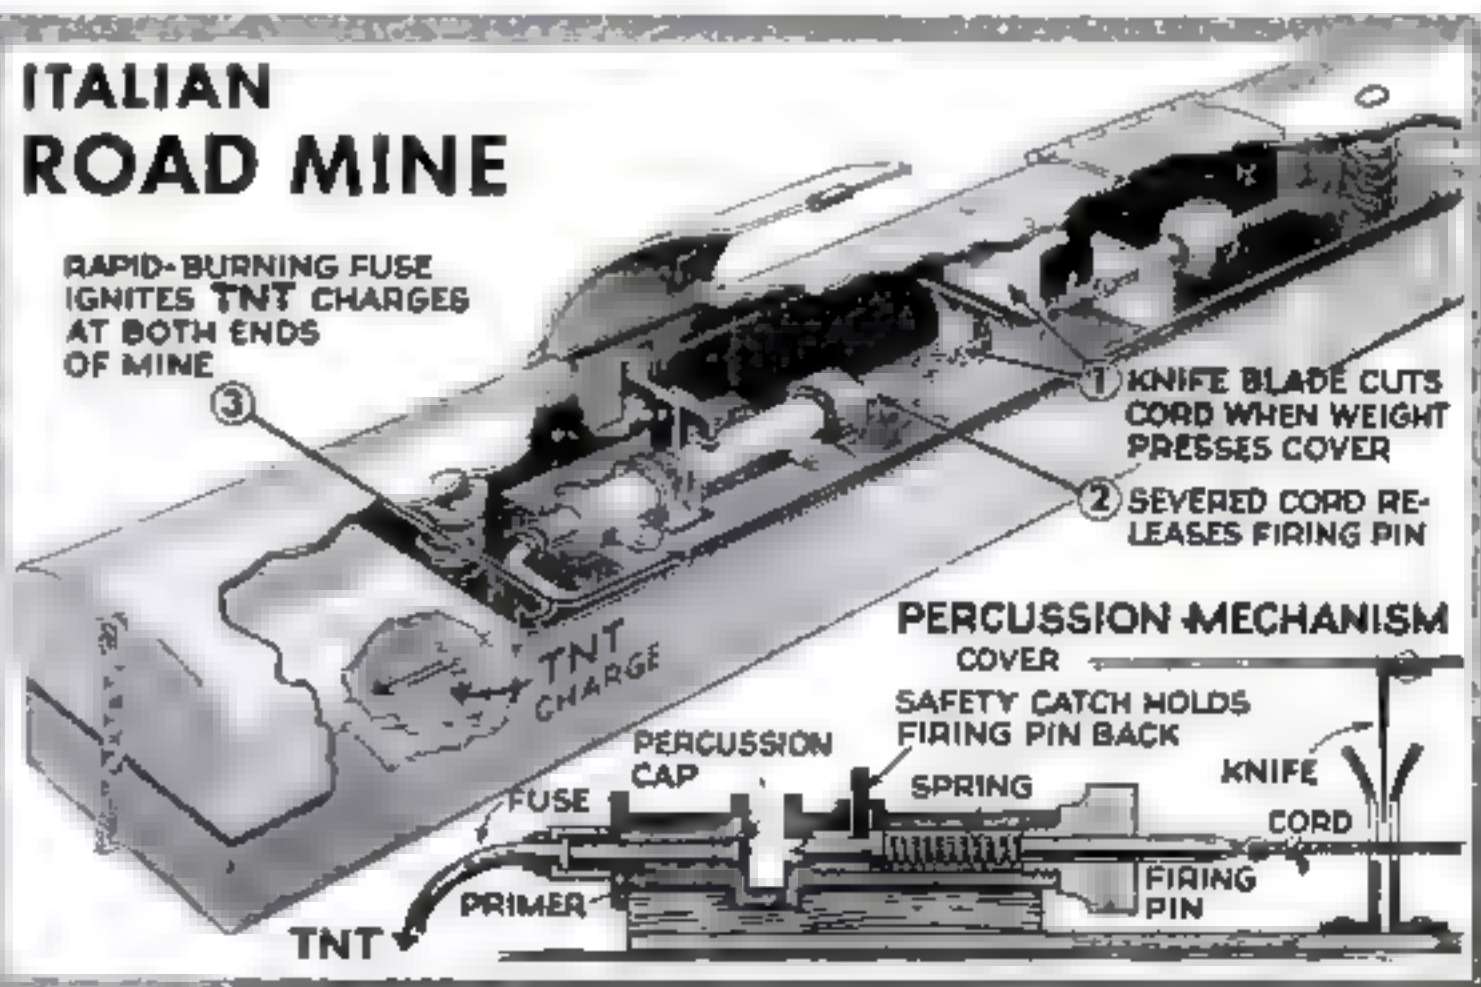 ITALIAN
ROAD MINE
RAPID-BURNING FUSE
IGNITES TNT CHARGES
AT BOTH ENDS
OF MINE
3
1 KNIFE BLADE CUTS
CORD WHEN WEIGHT
PRESSES COVER
2 SEVERED CORD RE-
LEASES FIRING PIN
TNT
CHARGE
PERCUSSION MECHANISM
COVER
SAFETY CATCH HOLDS
FIRING PIN BACK
PERCUSSION
CAP
SPRING
KNIFE
FUSE
CORD
PRIMER
FIRING
PIN
TNT